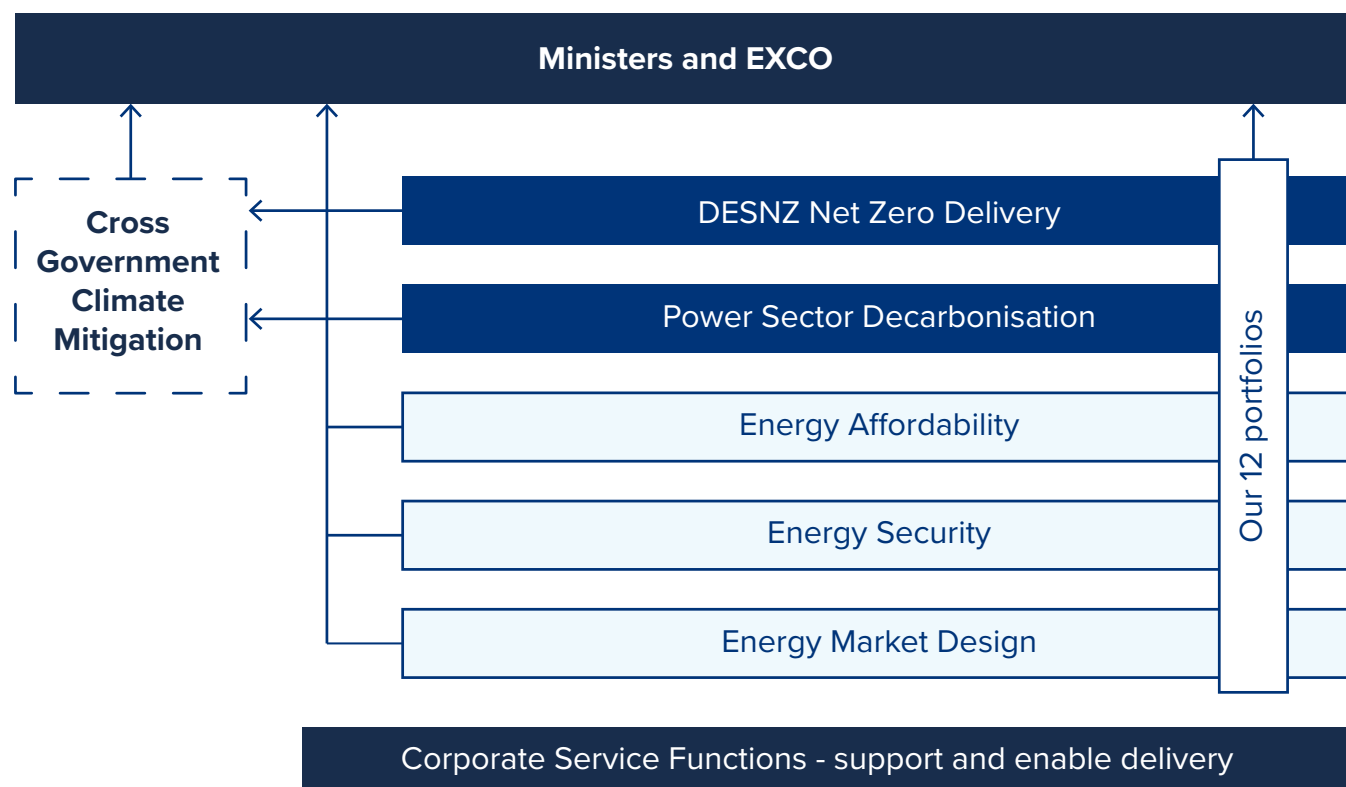 Ministers and EXCO
Cross
Government
Climate
Mitigation
DESNZ Net Zero Delivery
Power Sector Decarbonisation
Energy Affordability
Energy Security
Energy Market Design
Our 12 portfolios
Corporate Service Functions - support and enable delivery